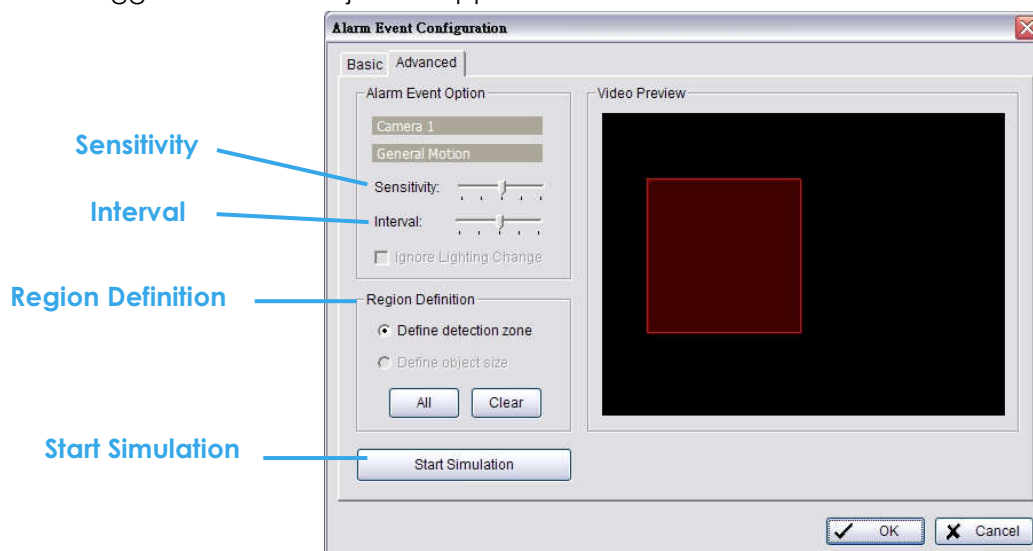 Alarm Event Configuration
Basic
Advanced
Alarm Event Option
Camera 1
General Motion
Sensitivity:
Interval:
Ignore Lighting Change
Region Definition
Define detection zone
Define object size
All
Clear
Start Simulation
Video Preview
OK
Cancel
Sensitivity
Interval
Region Definition
Start Simulation